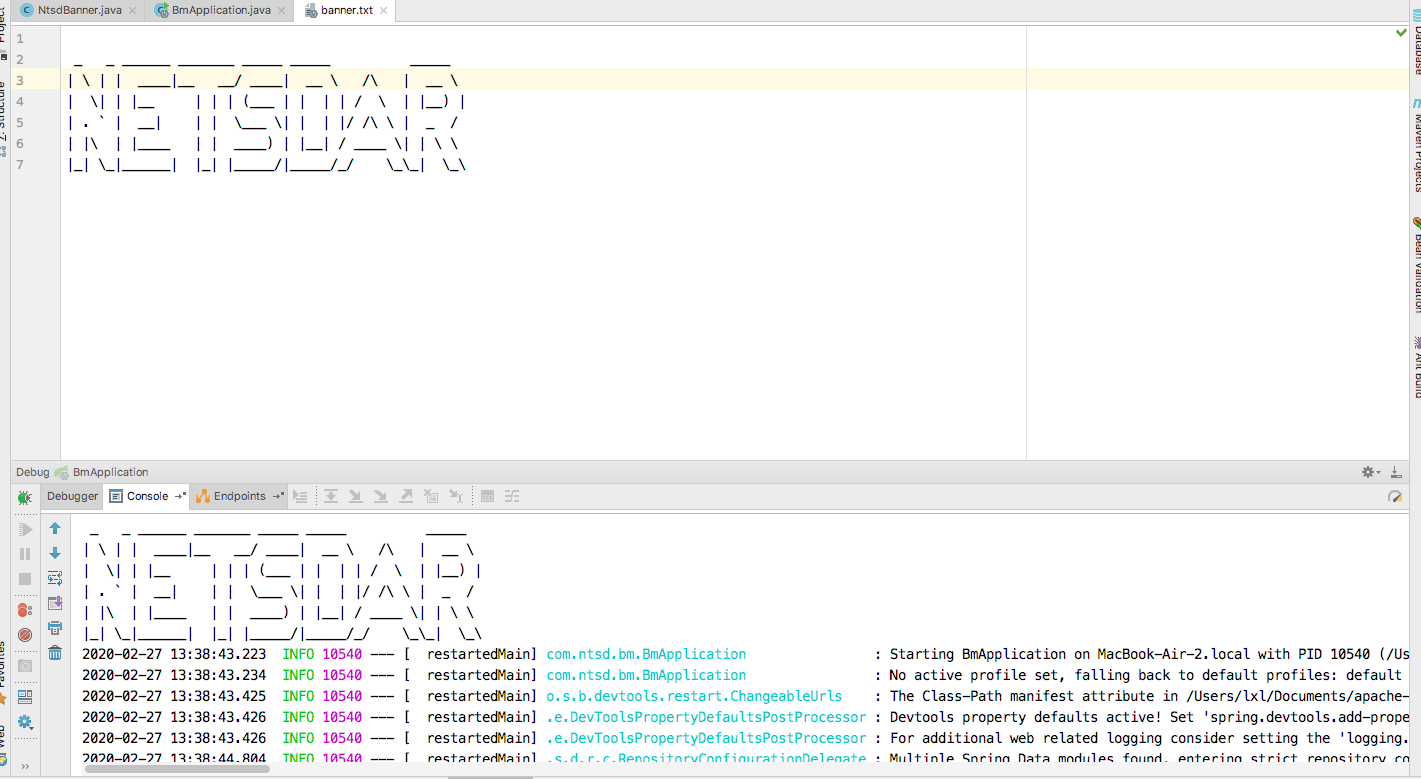 NtsdBanner.java BmApplication.java banner.txt
1
2  _   _ ______ _______ _____ _____          _____
3 | \ | |  ____|__   __/ ____|  __ \   /\   |  __ \
4 |  \| | |__     | | | (___ | |  | | /  \  | |__) |
5 | . ` |  __|    | |  \___ \| |  | |/ /\ \ |  _  /
6 | |\  | |____   | |  ____) | |__| / ____ \| | \ \
7 |_| \_|______|  |_| |_____/|_____/_/    \_\_|  \_\
Project
Z: Structure
Favorites
Web
Database
Maven Projects
Bean Validation
Ant Build
Debug BmApplication
Debugger Console Endpoints
 _   _ ______ _______ _____ _____          _____
| \ | |  ____|__   __/ ____|  __ \   /\   |  __ \
|  \| | |__     | | | (___ | |  | | /  \  | |__) |
| . ` |  __|    | |  \___ \| |  | |/ /\ \ |  _  /
| |\  | |____   | |  ____) | |__| / ____ \| | \ \
|_| \_|______|  |_| |_____/|_____/_/    \_\_|  \_\
2020-02-27 13:38:43.223  INFO 10540 --- [  restartedMain] com.ntsd.bm.BmApplication                : Starting BmApplication on MacBook-Air-2.local with PID 10540 (/Us
2020-02-27 13:38:43.234  INFO 10540 --- [  restartedMain] com.ntsd.bm.BmApplication                : No active profile set, falling back to default profiles: default
2020-02-27 13:38:43.425  INFO 10540 --- [  restartedMain] o.s.b.devtools.restart.ChangeableUrls    : The Class-Path manifest attribute in /Users/lxl/Documents/apache-
2020-02-27 13:38:43.426  INFO 10540 --- [  restartedMain] .e.DevToolsPropertyDefaultsPostProcessor : Devtools property defaults active! Set 'spring.devtools.add-prope
2020-02-27 13:38:43.426  INFO 10540 --- [  restartedMain] .e.DevToolsPropertyDefaultsPostProcessor : For additional web related logging consider setting the 'logging.
2020-02-27 13:38:44.804  INFO 10540 --- [  restartedMain] .s.d.r.c.RepositoryConfigurationDelegate : Multiple Spring Data modules found, entering strict repository co